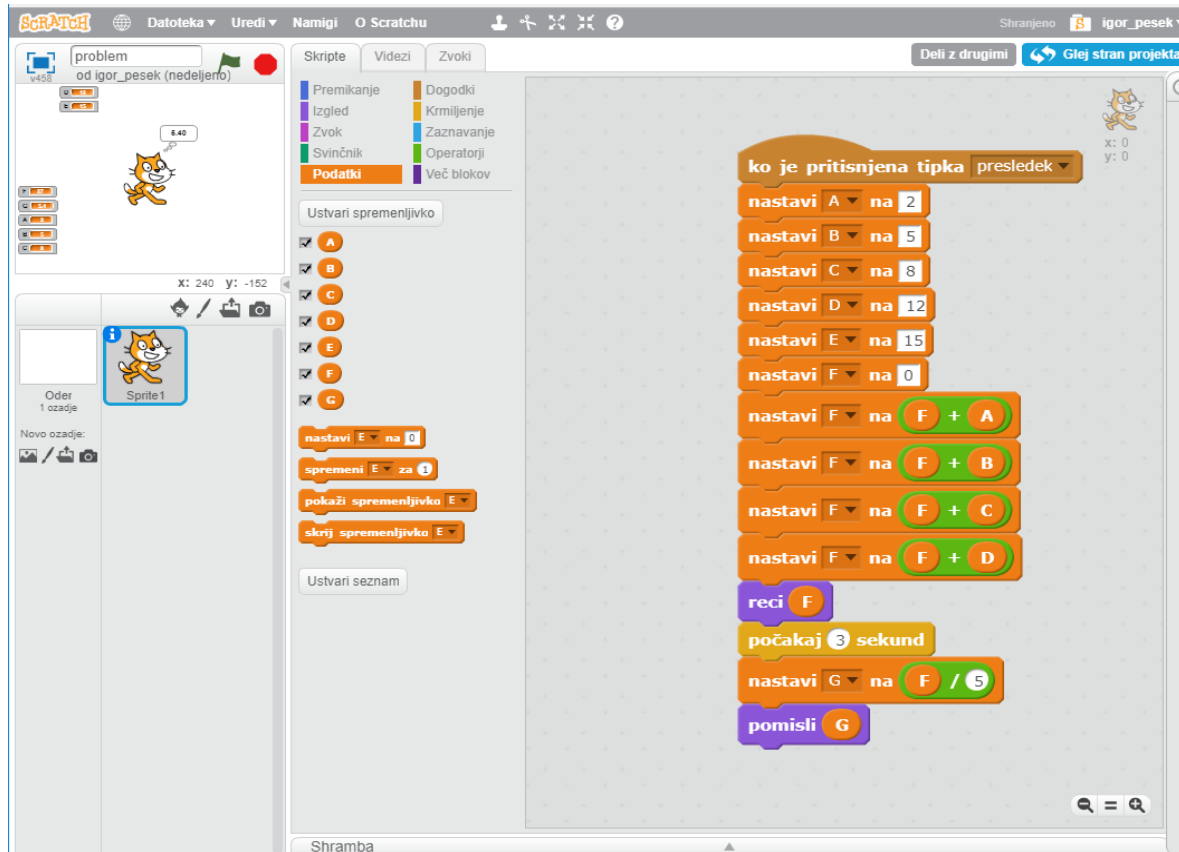 SCRATCH Datoteka Uredi Namigi O Scratchu Shranjeno igor_pesek
problem
od igor_pesek (nedeljeno)
v458
6.40
x: 240 y: -152
Oder
1 ozadje
Sprite1
Novo ozadje:
Skripte Videzi Zvoki
Premikanje Dogodki
Izgled Krmiljenje
Zvok Zaznavanje
Svinčnik Operatorji
Podatki Več blokov
Ustvari spremenljivko
A
B
C
D
E
F
G
nastavi E na 0
spremeni E za 1
pokaži spremenljivko E
skrij spremenljivko E
Ustvari seznam
Deli z drugimi Glej stran projekta
x: 0
y: 0
ko je pritisnjena tipka presledek
nastavi A na 2
nastavi B na 5
nastavi C na 8
nastavi D na 12
nastavi E na 15
nastavi F na 0
nastavi F na F + A
nastavi F na F + B
nastavi F na F + C
nastavi F na F + D
reci F
počakaj 3 sekund
nastavi G na F / 5
pomisli G
Shramba